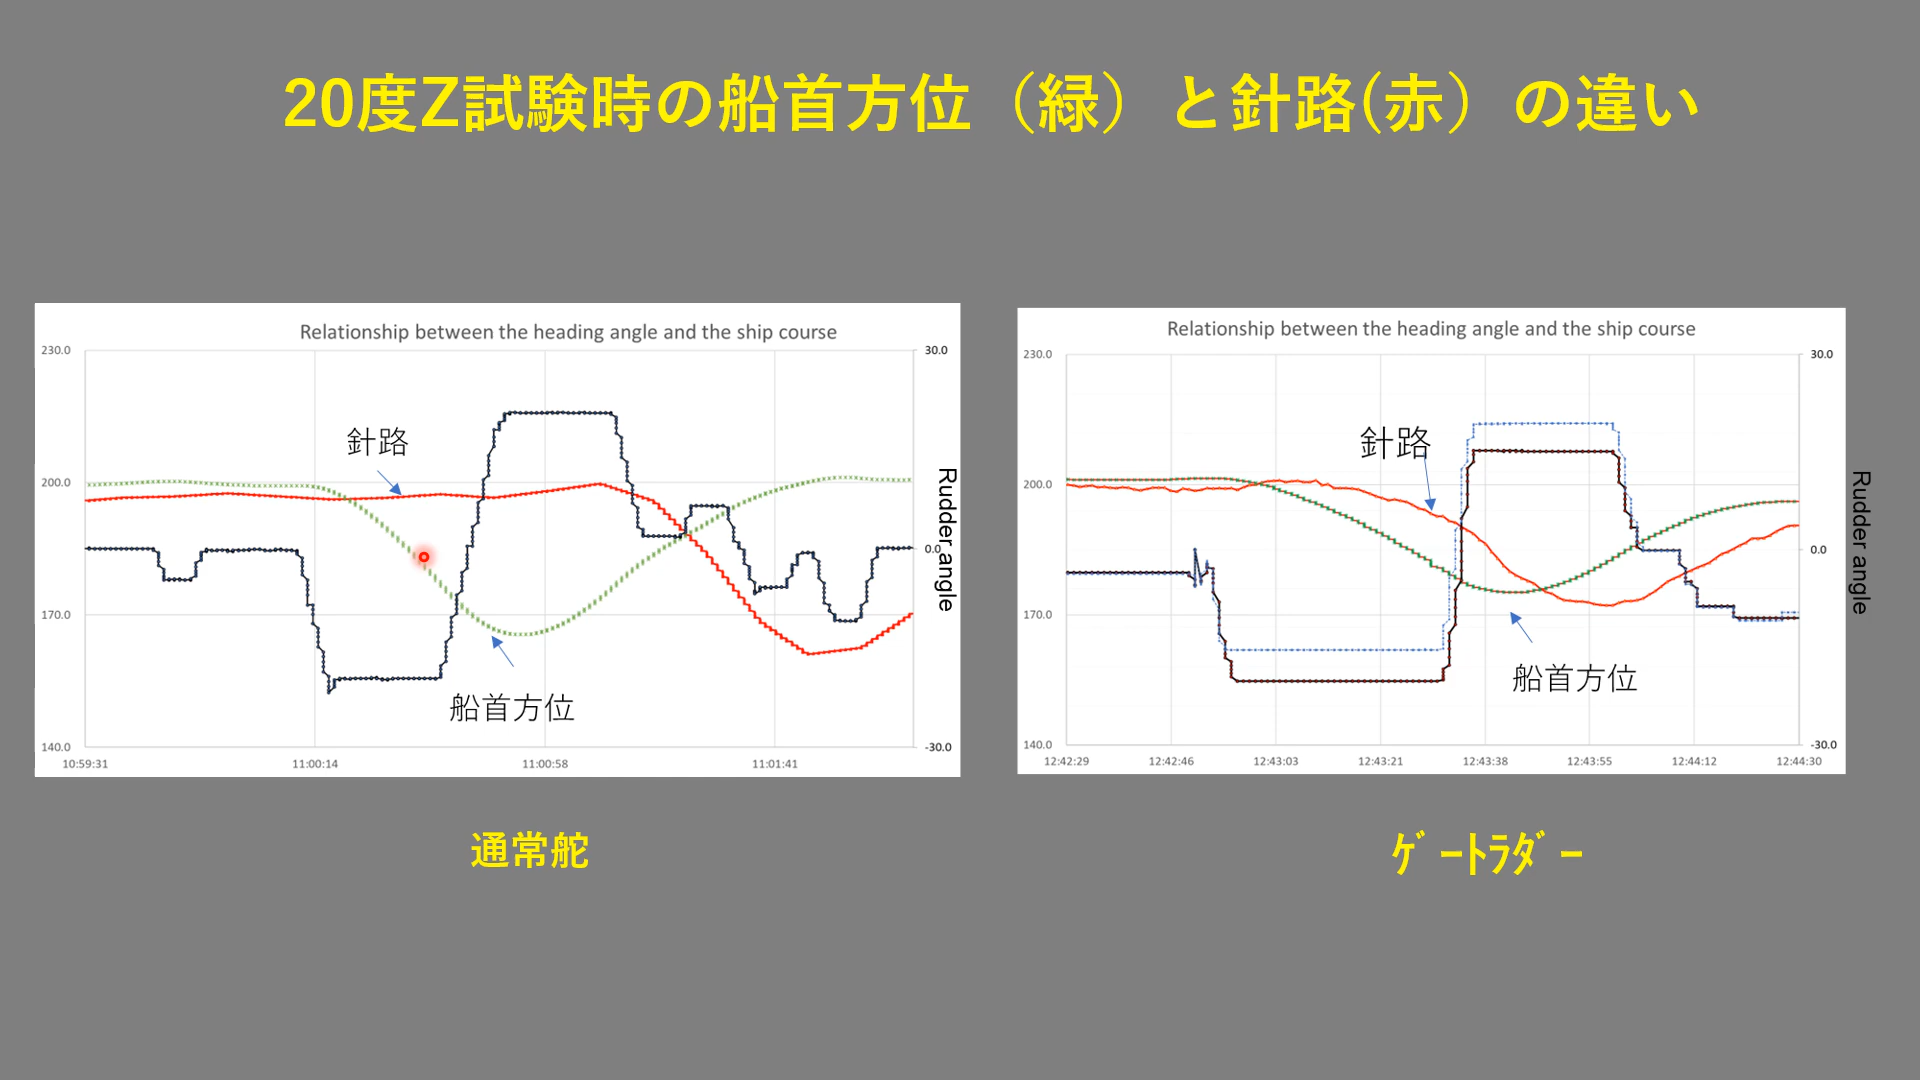 20度Z試験時の船首方位（緑）と針路(赤）の違い
Relationship between the heading angle and the ship course
230.0
200.0
170.0
140.0
30.0
0.0
-30.0
Rudder angle
針路
船首方位
10:59:31 11:00:14 11:00:58 11:01:41
通常舵
Relationship between the heading angle and the ship course
230.0
200.0
170.0
140.0
30.0
0.0
-30.0
Rudder angle
針路
船首方位
12:42:29 12:42:46 12:43:03 12:43:21 12:43:38 12:43:55 12:44:12 12:44:30
ｹﾞｰﾄﾗﾀﾞｰ